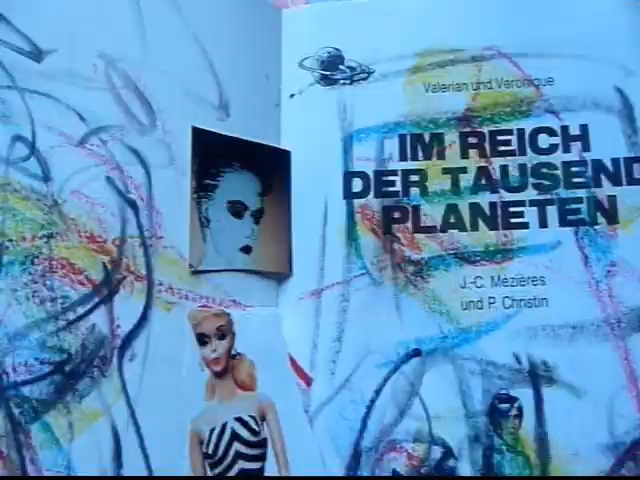 Valerian und Veronique
IM REICH
DER TAUSEND
PLANETEN
J.-C. Mézières
und P. Christin